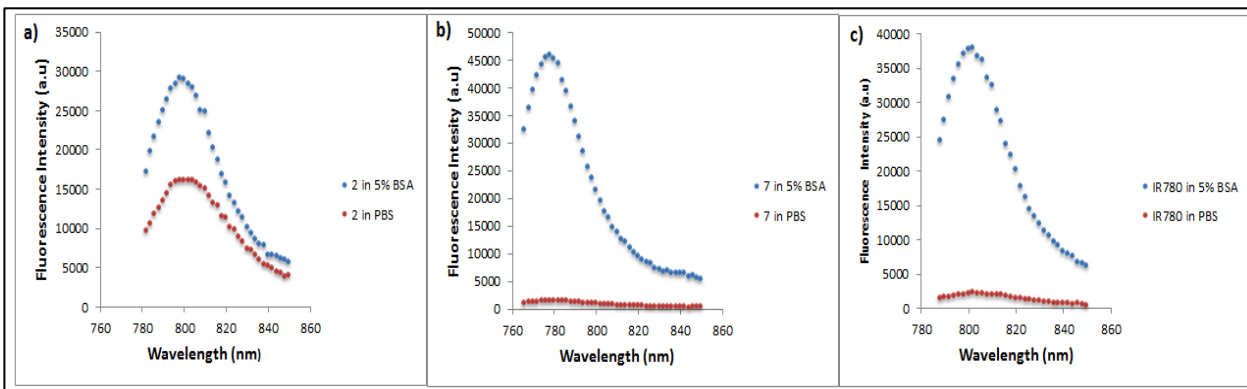 a)
35000
30000
25000
20000
15000
10000
5000
0
760 780 800 820 840 860
Fluorescence Intensity (a.u)
Wavelength (nm)
2 in 5% BSA
2 in PBS
b)
50000
45000
40000
35000
30000
25000
20000
15000
10000
5000
0
760 780 800 820 840 860
Fluorescence Intesity (a.u)
Wavelength (nm)
7 in 5% BSA
7 in PBS
c)
40000
35000
30000
25000
20000
15000
10000
5000
0
780 800 820 840 860
Fluorescence Intensity (a.u)
Wavelength (nm)
IR780 in 5% BSA
IR780 in PBS